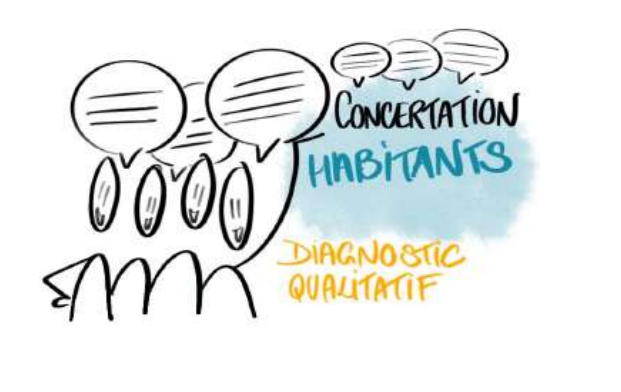 CONCERTATION
HABITANTS
DIAGNOSTIC
QUALITATIF